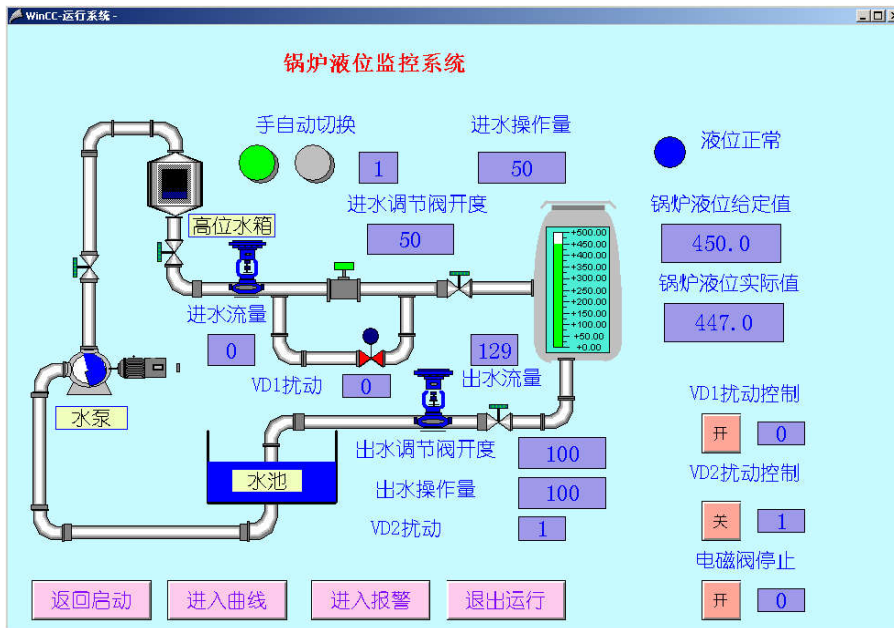 WinCC-运行系统 -
锅炉液位监控系统
手自动切换
进水操作量
液位正常
1
50
进水调节阀开度
锅炉液位给定值
高位水箱
50
450.0
+500.00
+450.00
+400.00
+350.00
+300.00
+250.00
+200.00
+150.00
+100.00
+50.00
+0.00
锅炉液位实际值
447.0
进水流量
0
129
VD1扰动
0
出水流量
水泵
VD1扰动控制
开
0
出水调节阀开度
100
水池
VD2扰动控制
出水操作量
100
关
1
VD2扰动
1
电磁阀停止
开
0
返回启动
进入曲线
进入报警
退出运行